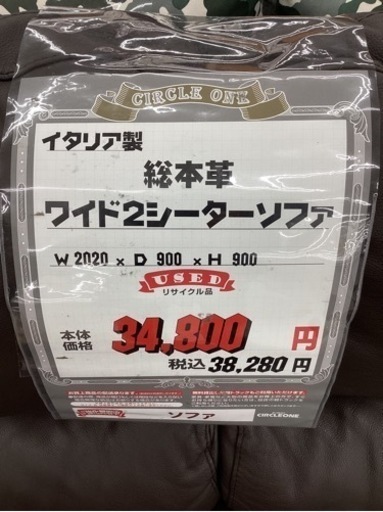 CIRCLE ONE
イタリア製
総本革
ワイド2シーターソファ
W 2020 × D 900 × H 900
USED
リサイクル品
本体
価格
34,800 円
税込 38,280 円
ソファ
CIRCLEONE